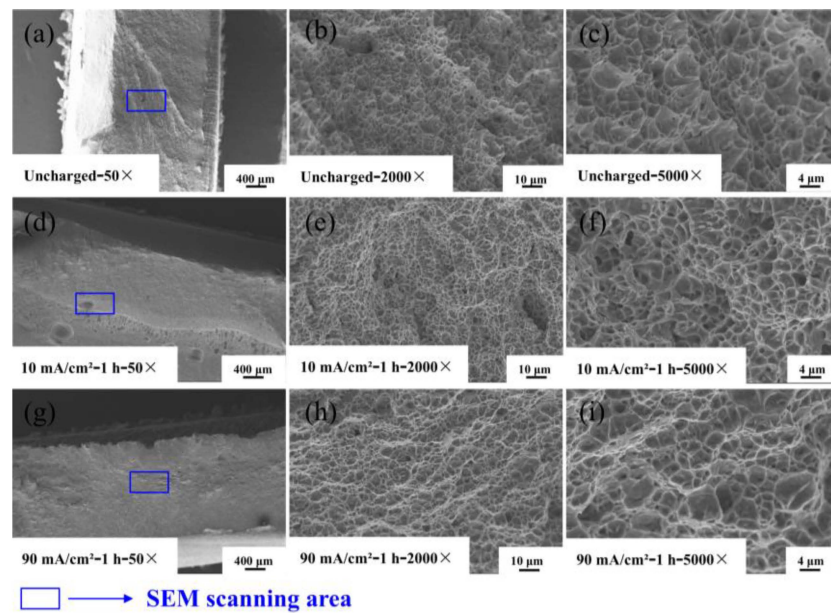 (a) (b) (c)
Uncharged-50× 400 μm Uncharged-2000× 10 μm Uncharged-5000× 4 μm
(d) (e) (f)
10 mA/cm²-1 h-50× 400 μm 10 mA/cm²-1 h-2000× 10 μm 10 mA/cm²-1 h-5000× 4 μm
(g) (h) (i)
90 mA/cm²-1 h-50× 400 μm 90 mA/cm²-1 h-2000× 10 μm 90 mA/cm²-1 h-5000× 4 μm
SEM scanning area